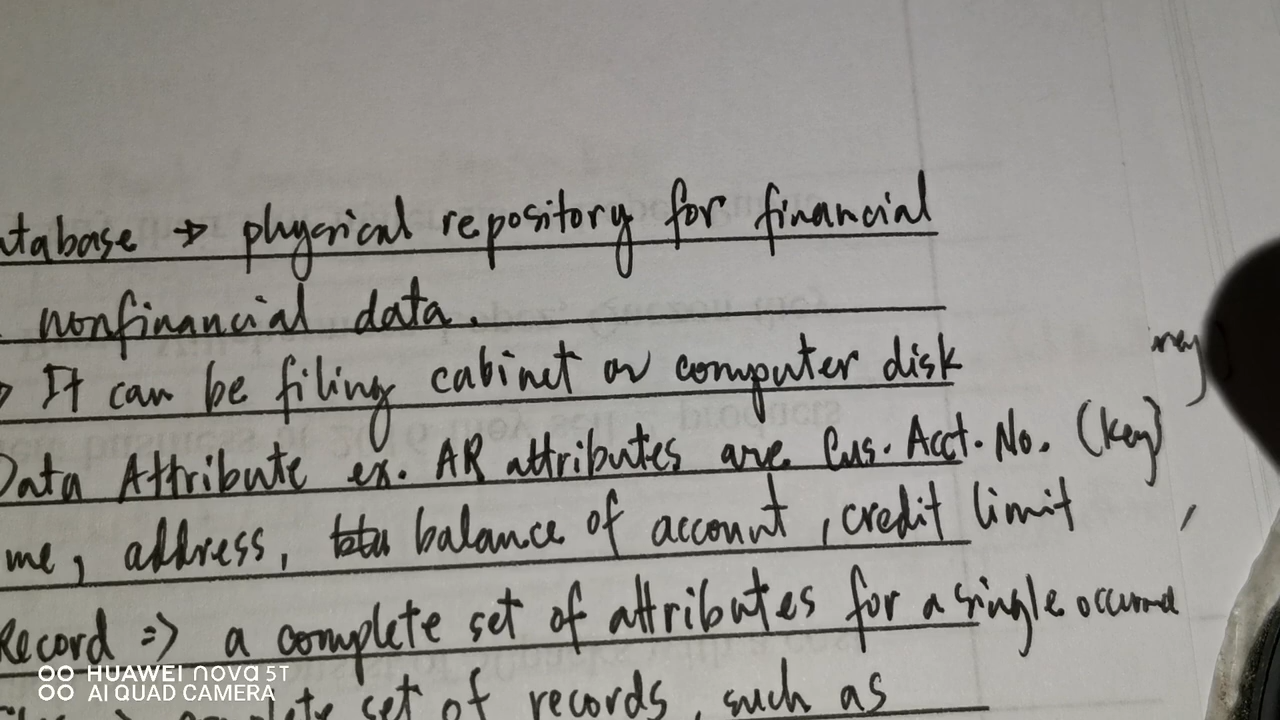 atabase → physical repository for financial
nonfinancial data.
It can be filing cabinet or computer disk
Data Attribute ex. AR attributes are Cus. Acct. No. (key)
me, address, balance of account, credit limit
Record => a complete set of attributes for a single
set of records, such as
HUAWEI nova 5T
AI QUAD CAMERA